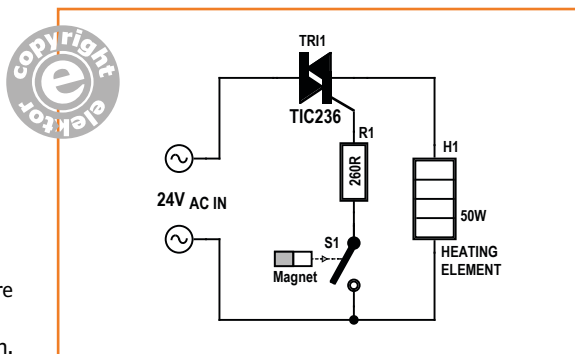 copyright
e
elektor
TRI1
TIC236
R1
260R
H1
24V AC IN
50W
S1
Magnet
HEATING
ELEMENT
re
n.